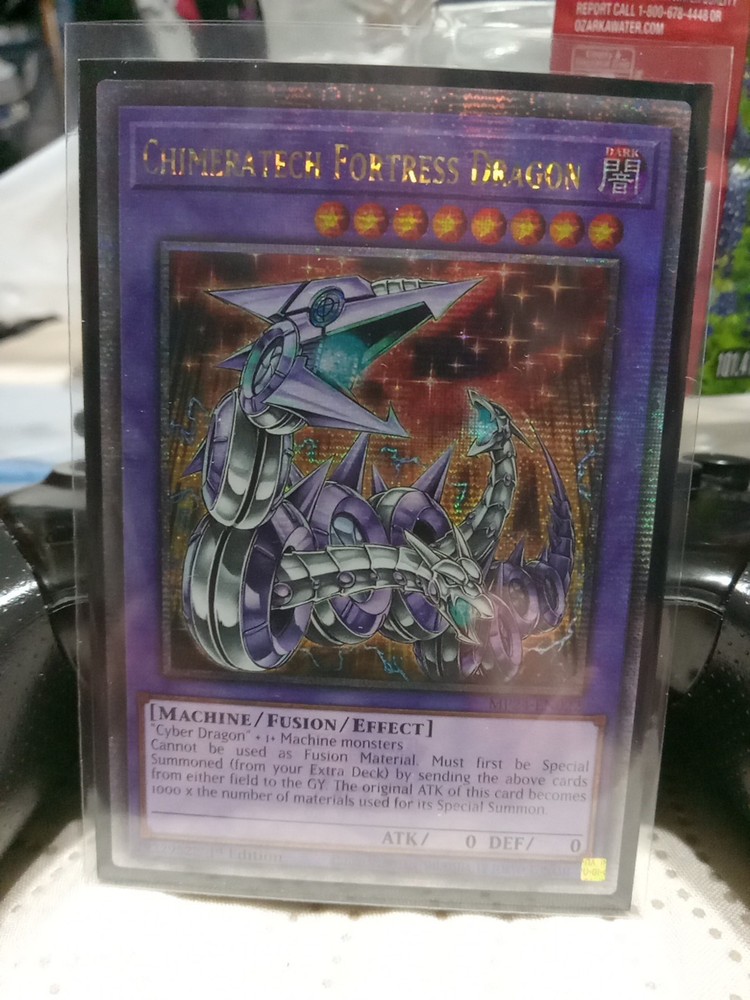 REPORT CALL 1-800-678-4448 OR
OZARKAWATER.COM
CHIMERATECH FORTRESS DRAGON
DARK
闇
[MACHINE/FUSION/EFFECT]
"Cyber Dragon" + 1+ Machine monsters
Cannot be used as Fusion Material. Must first be Special
Summoned (from your Extra Deck) by sending the above cards
from either field to the GY. The original ATK of this card becomes
1000 x the number of materials used for its Special Summon.
ATK/ 0 DEF/ 0
1st Edition